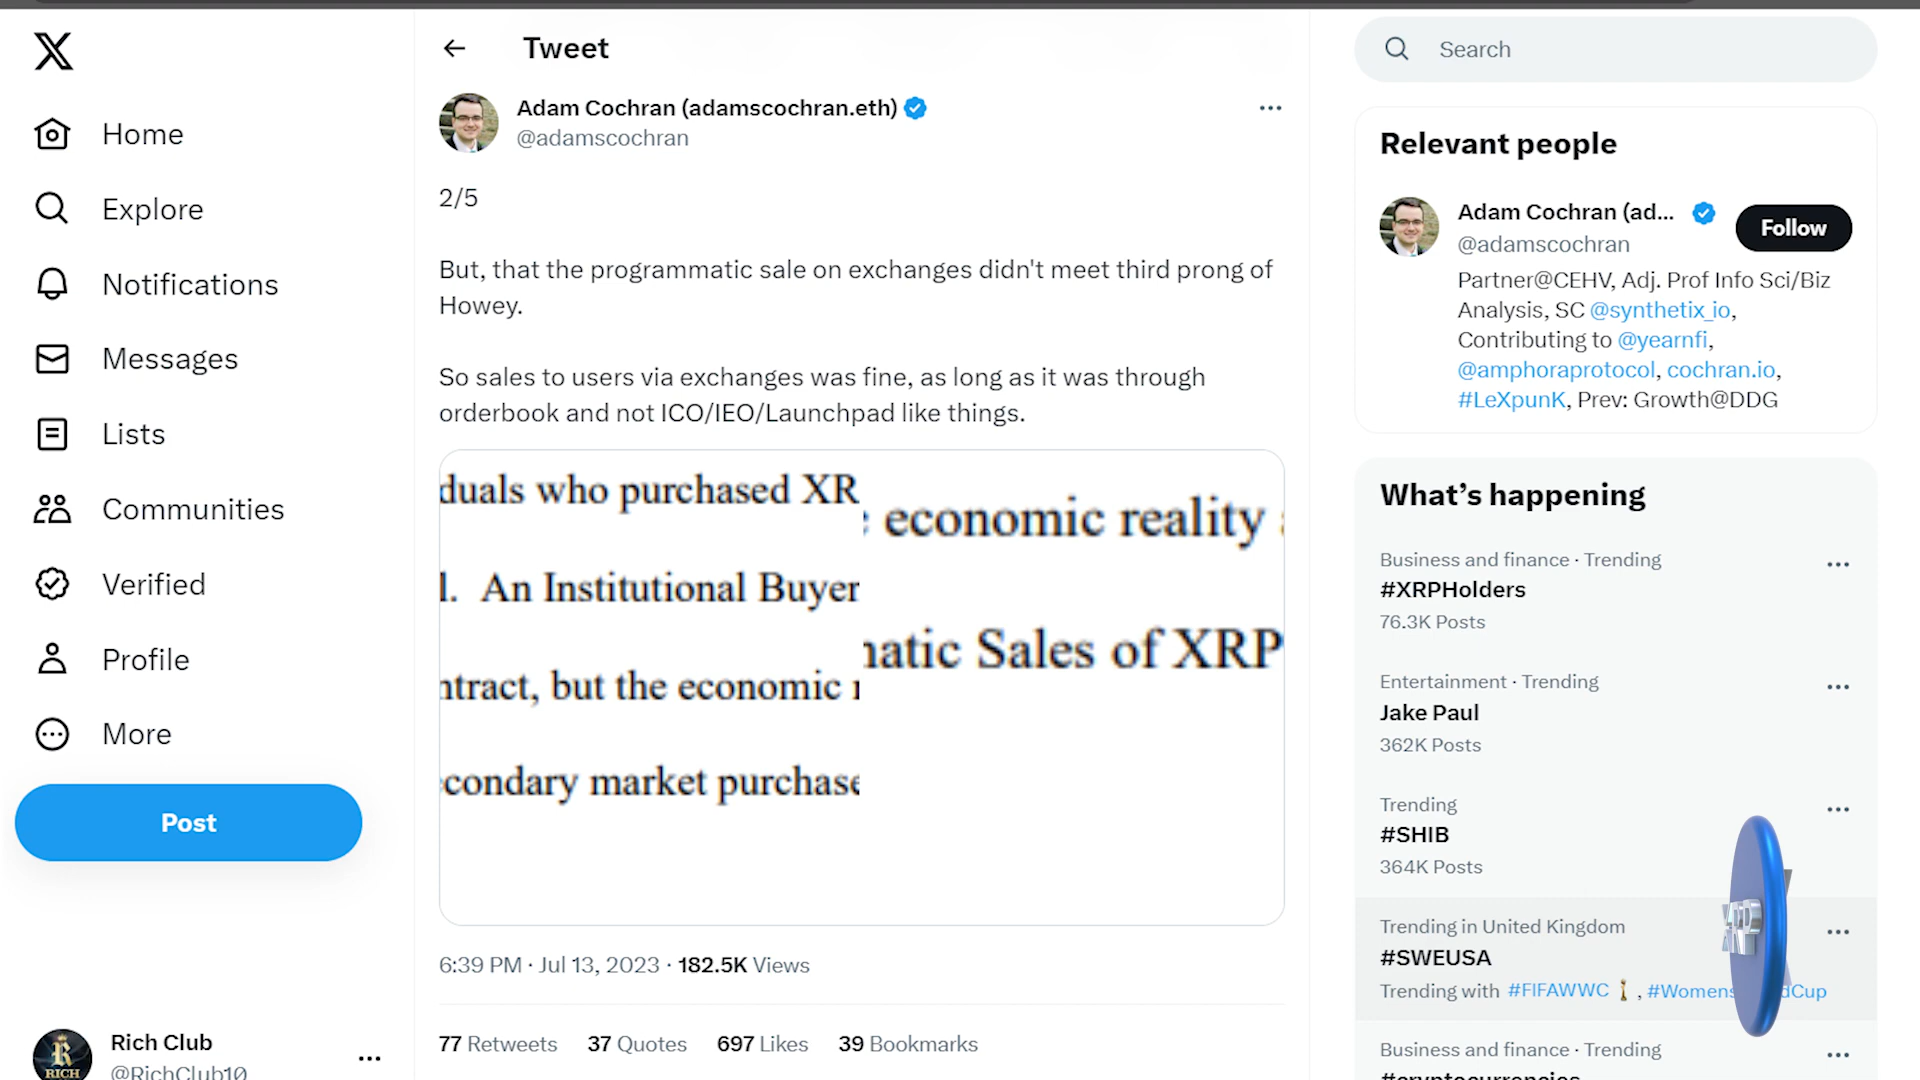 Home
Explore
Notifications
Messages
Lists
Communities
Verified
Profile
More
Post
Rich Club
@RichClub10
RICH
Tweet
Adam Cochran (adamscochran.eth)
@adamscochran
2/5
But, that the programmatic sale on exchanges didn't meet third prong of
Howey.
So sales to users via exchanges was fine, as long as it was through
orderbook and not ICO/IEO/Launchpad like things.
duals who purchased XR
l. An Institutional Buyer
ntract, but the economic
condary market purchase
economic reality
natic Sales of XRP
6:39 PM · Jul 13, 2023 · 182.5K Views
77 Retweets 37 Quotes 697 Likes 39 Bookmarks
Search
Relevant people
Adam Cochran (ad...
@adamscochran
Follow
Partner@CEHV, Adj. Prof Info Sci/Biz
Analysis, SC @synthetix_io,
Contributing to @yearnfi,
@amphoraprotocol, cochran.io,
#LeXpunK, Prev: Growth@DDG
What's happening
Business and finance · Trending
#XRPHolders
76.3K Posts
Entertainment · Trending
Jake Paul
362K Posts
Trending
#SHIB
364K Posts
Trending in United Kingdom
#SWEUSA
Trending with #FIFAWWC , #Womens dCup
XRP
Business and finance · Trending
#cryptocurrencies